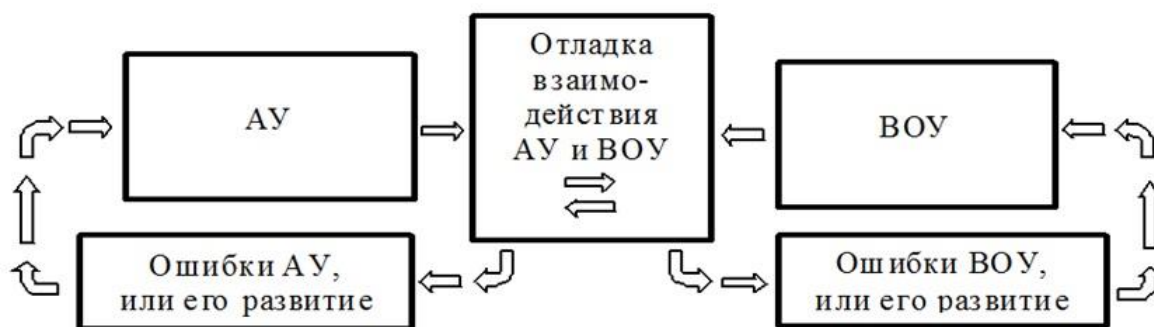 АУ
Отладка
взаимо-
действия
АУ и ВОУ
ВОУ
Ошибки АУ,
или его развитие
Ошибки ВОУ,
или его развитие